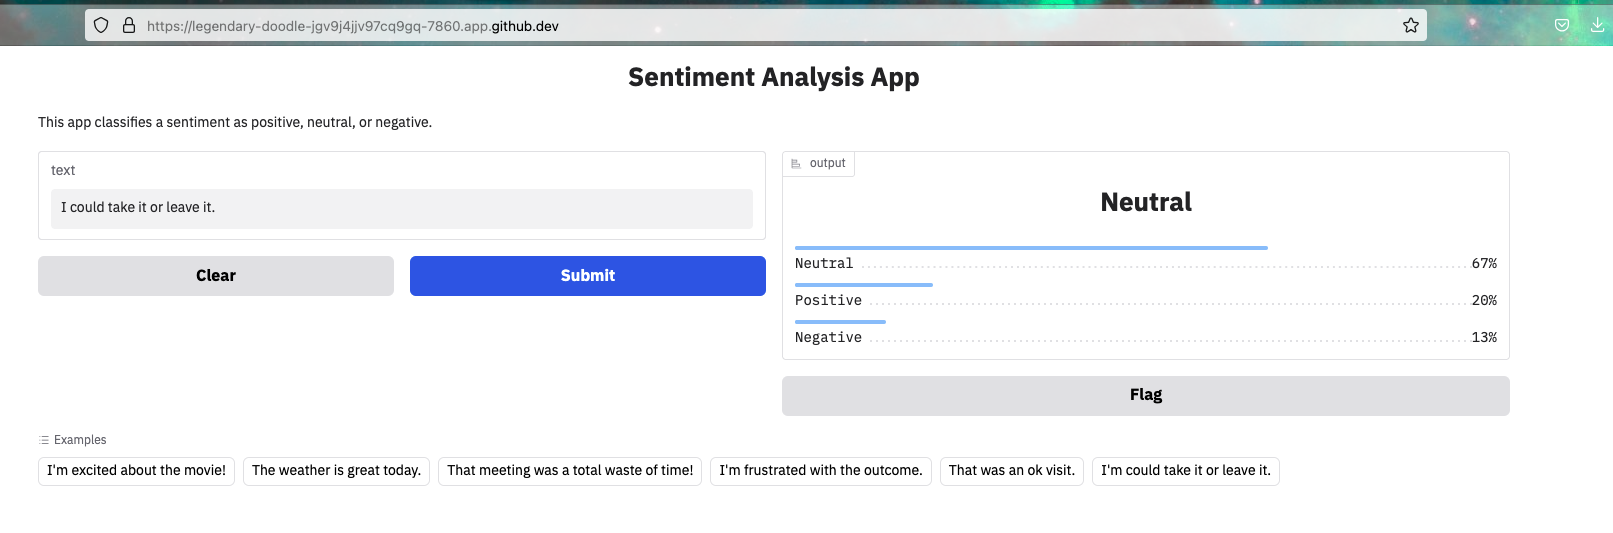 https://legendary-doodle-jgv9j4jjv97cq9gq-7860.app.github.dev
Sentiment Analysis App
This app classifies a sentiment as positive, neutral, or negative.
text
I could take it or leave it.
Clear
Submit
output
Neutral
Neutral 67%
Positive 20%
Negative 13%
Flag
Examples
I'm excited about the movie!
The weather is great today.
That meeting was a total waste of time!
I'm frustrated with the outcome.
That was an ok visit.
I'm could take it or leave it.